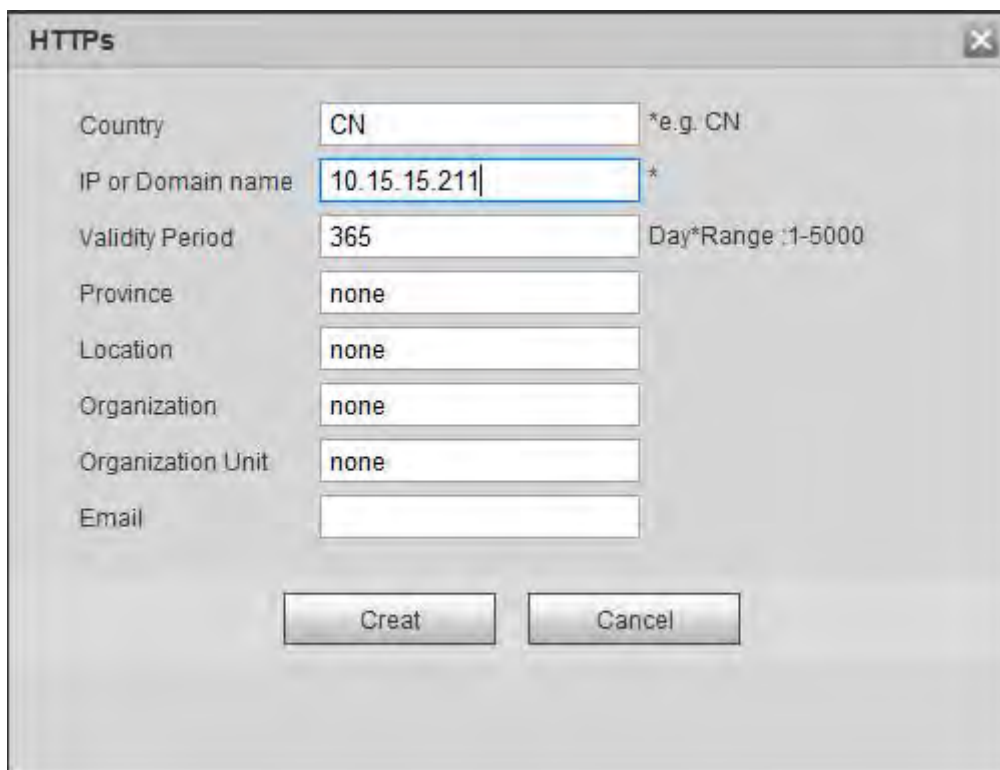 HTTPs
Country CN *e.g. CN
IP or Domain name 10.15.15.211 *
Validity Period 365 Day*Range :1-5000
Province none
Location none
Organization none
Organization Unit none
Email
Creat Cancel